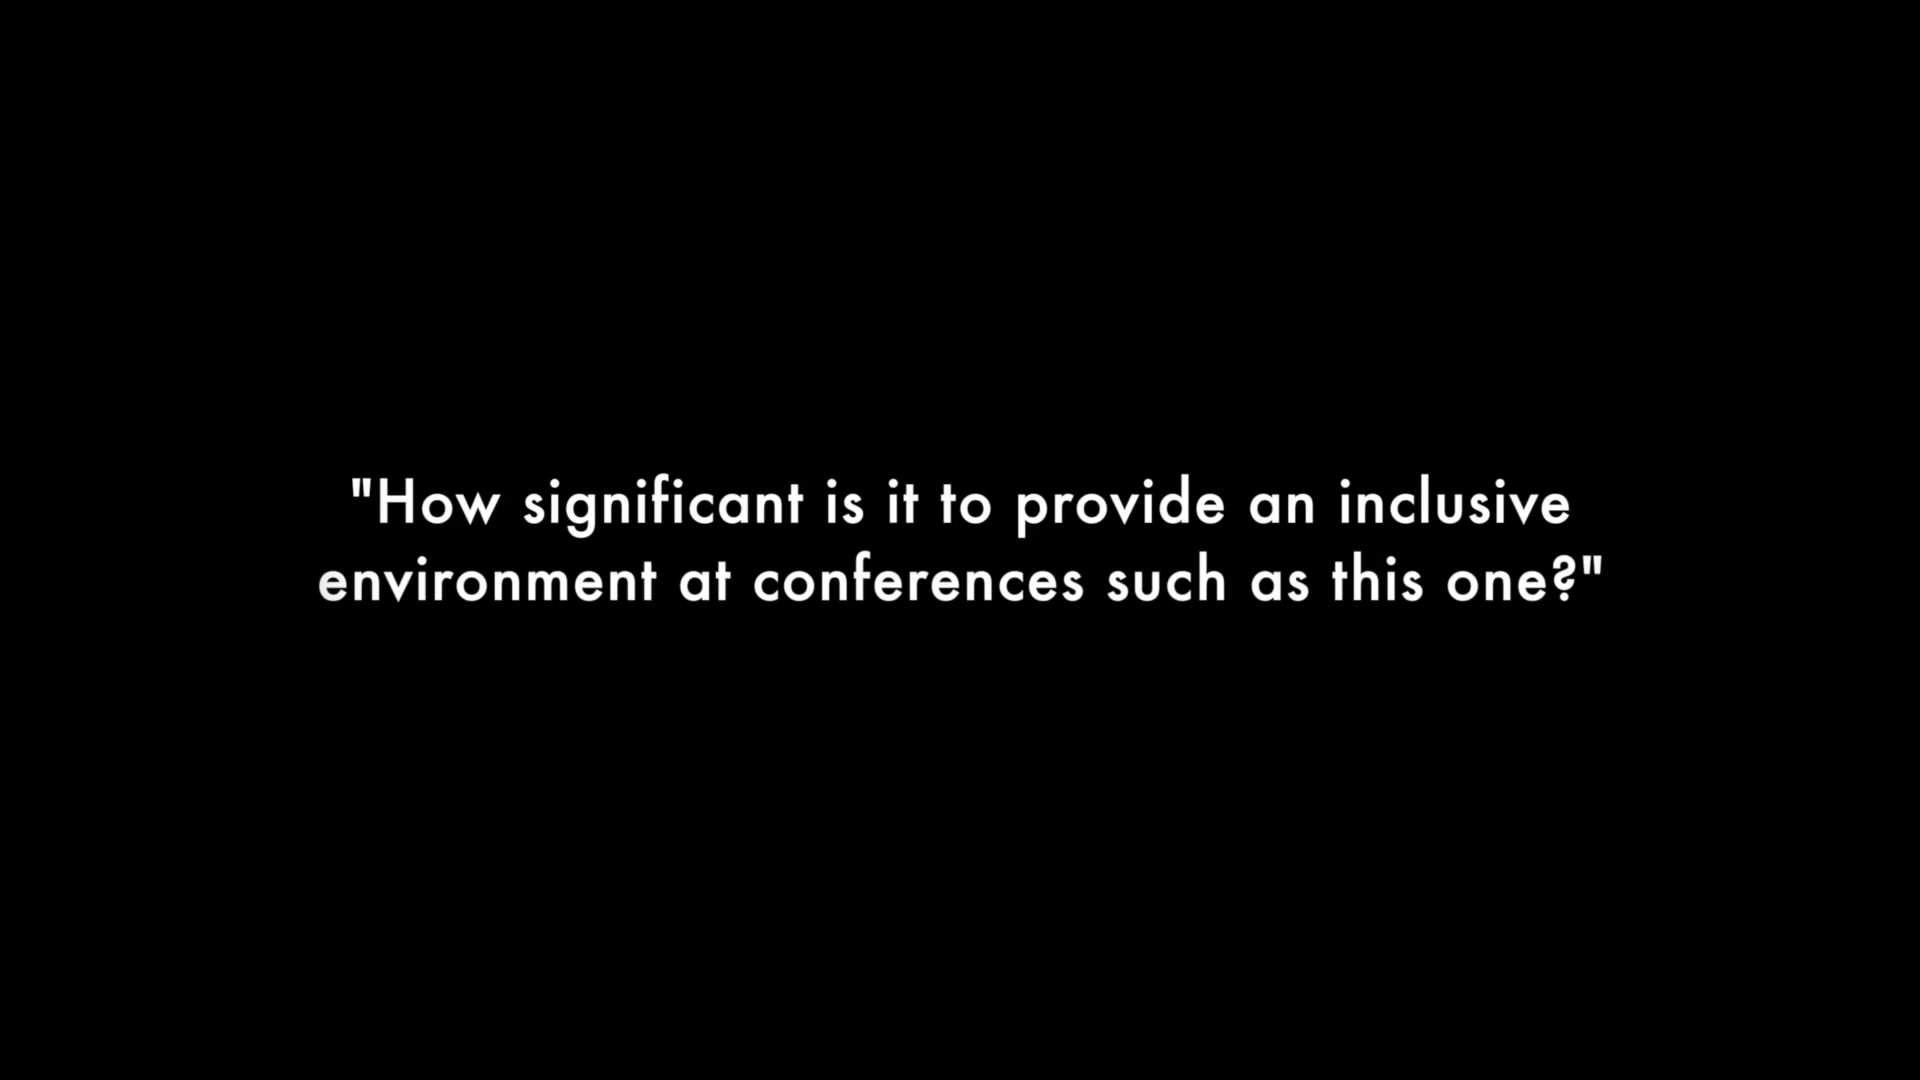 "How significant is it to provide an inclusive
environment at conferences such as this one?"